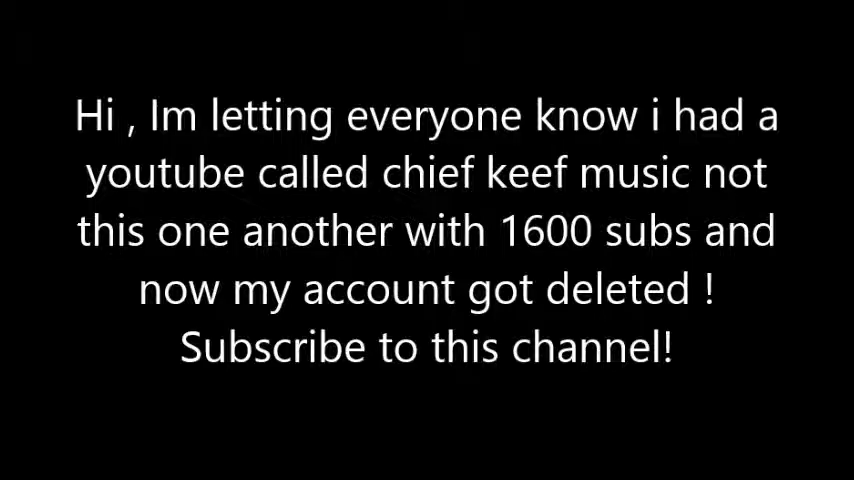 Hi , Im letting everyone know i had a
youtube called chief keef music not
this one another with 1600 subs and
now my account got deleted !
Subscribe to this channel!